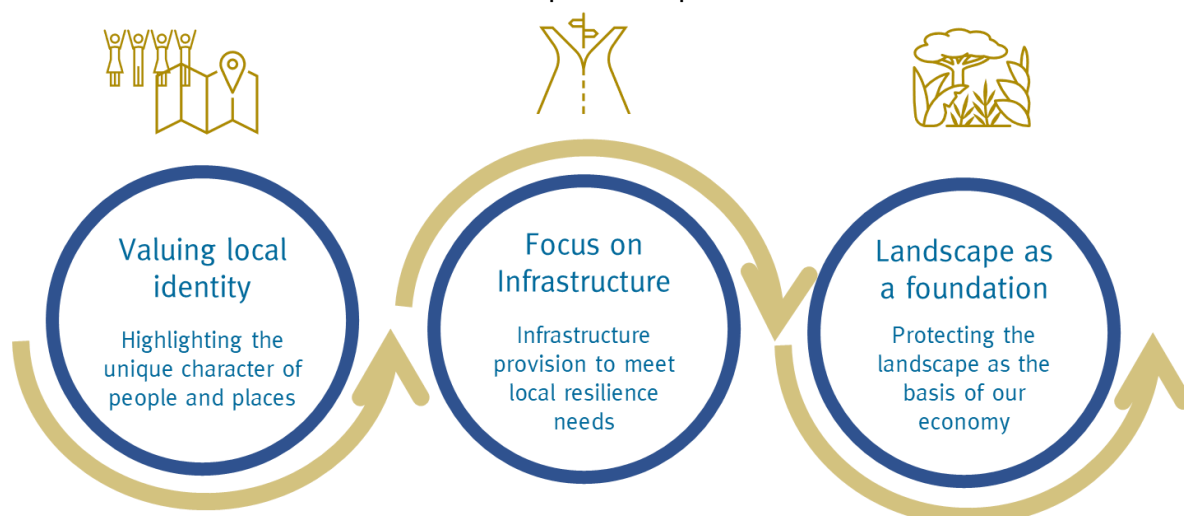 Valuing local
identity
Highlighting the
unique character of
people and places
Focus on
Infrastructure
Infrastructure
provision to meet
local resilience
needs
Landscape as
a foundation
Protecting the
landscape as the
basis of our
economy